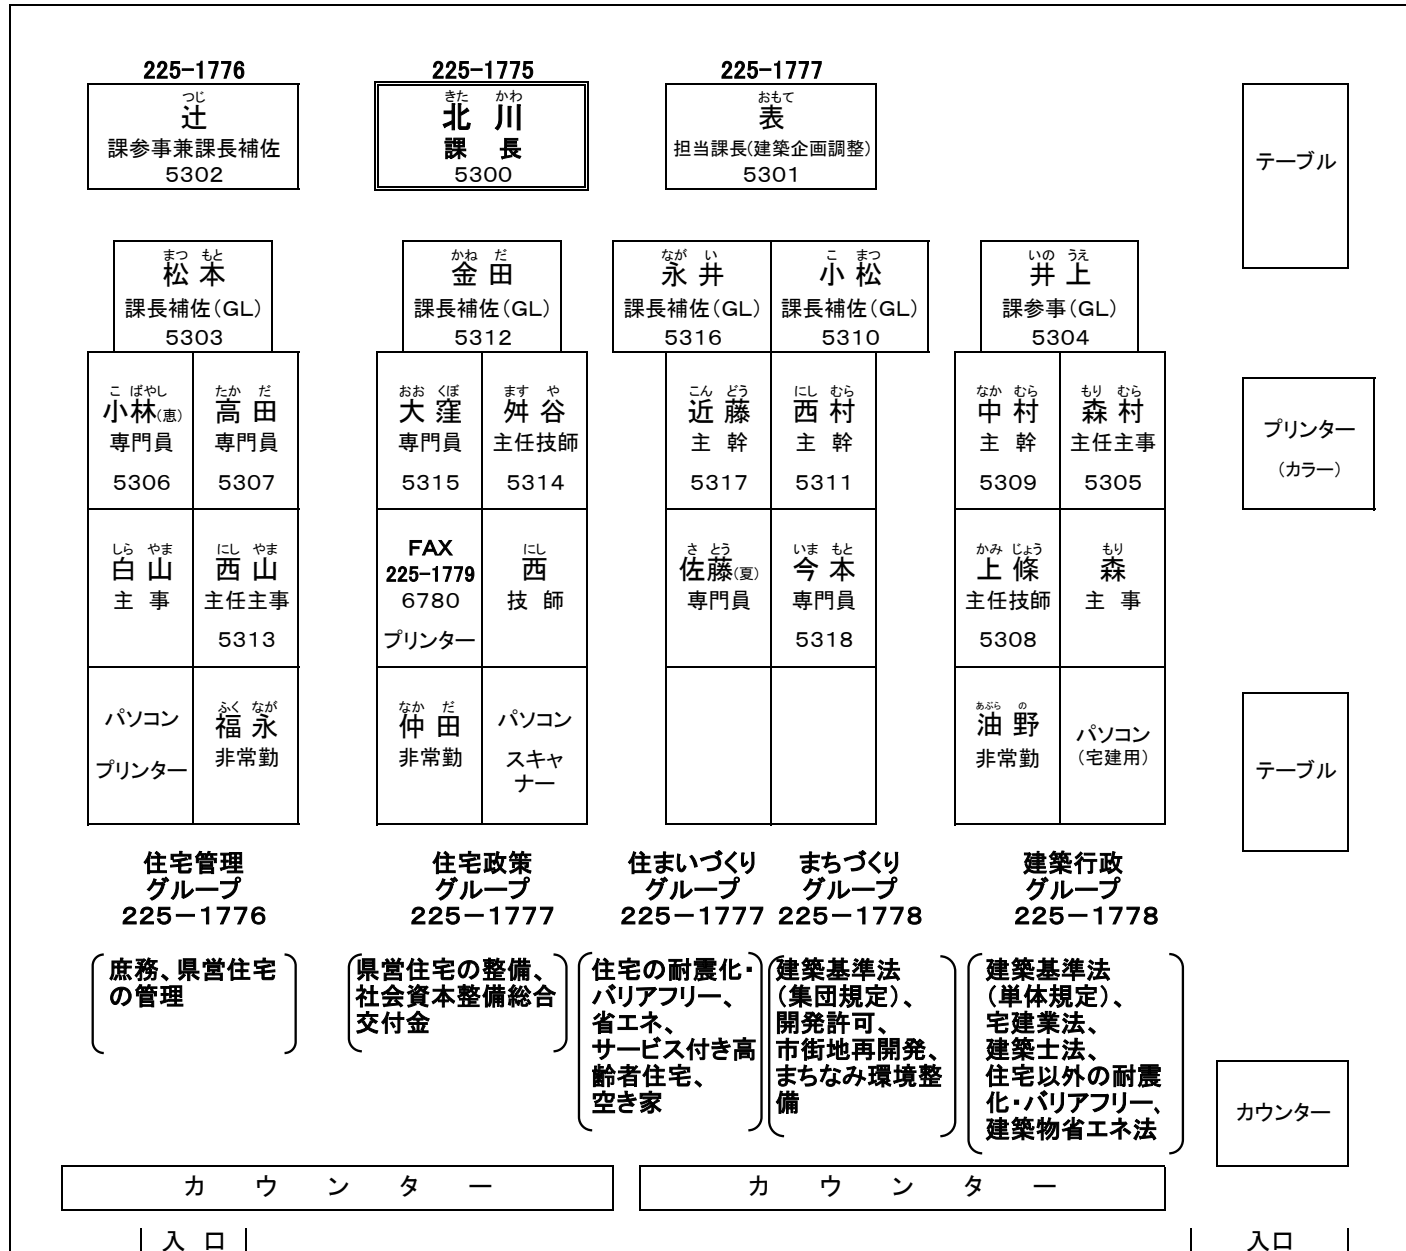 225-1776
つじ
辻
課参事兼課長補佐
5302
225-1775
きた かわ
北 川
課 長
5300
225-1777
おもて
表
担当課長(建築企画調整)
5301
テーブル
まつ もと
松 本
課長補佐(GL)
5303
かね だ
金 田
課長補佐(GL)
5312
なが い
永 井
課長補佐(GL)
5316
こ まつ
小 松
課長補佐(GL)
5310
いの うえ
井 上
課参事(GL)
5304
こ ばやし
小林(恵)
専門員
5306
たか だ
高 田
専門員
5307
おお くぼ
大 窪
専門員
5315
ます や
舛 谷
主任技師
5314
こん どう
近 藤
主 幹
5317
にし むら
西 村
主 幹
5311
なか むら
中 村
主 幹
5309
もり むら
森 村
主任主事
5305
プリンター
(カラー)
しら やま
白 山
主 事
にし やま
西 山
主任主事
5313
FAX
225-1779
6780
プリンター
にし
西
技 師
さ とう
佐藤(夏)
専門員
いま もと
今 本
専門員
5318
かみ じょう
上 條
主任技師
5308
もり
森
主 事
パソコン
プリンター
ふく なが
福 永
非常勤
なか だ
仲 田
非常勤
パソコン
スキャ
ナー
あぶら の
油 野
非常勤
パソコン
(宅建用)
テーブル
住宅管理
グループ
225-1776
住宅政策
グループ
225-1777
住まいづくり
グループ
225-1777
まちづくり
グループ
225-1778
建築行政
グループ
225-1778
庶務、県営住宅
の管理
県営住宅の整備、
社会資本整備総合
交付金
住宅の耐震化・
バリアフリー、
省エネ、
サービス付き高
齢者住宅、
空き家
建築基準法
(集団規定)、
開発許可、
市街地再開発、
まちなみ環境整
備
建築基準法
(単体規定)、
宅建業法、
建築士法、
住宅以外の耐震
化・バリアフリー、
建築物省エネ法
カウンター
カ ウ ン タ ー
カ ウ ン タ ー
入 口
入口